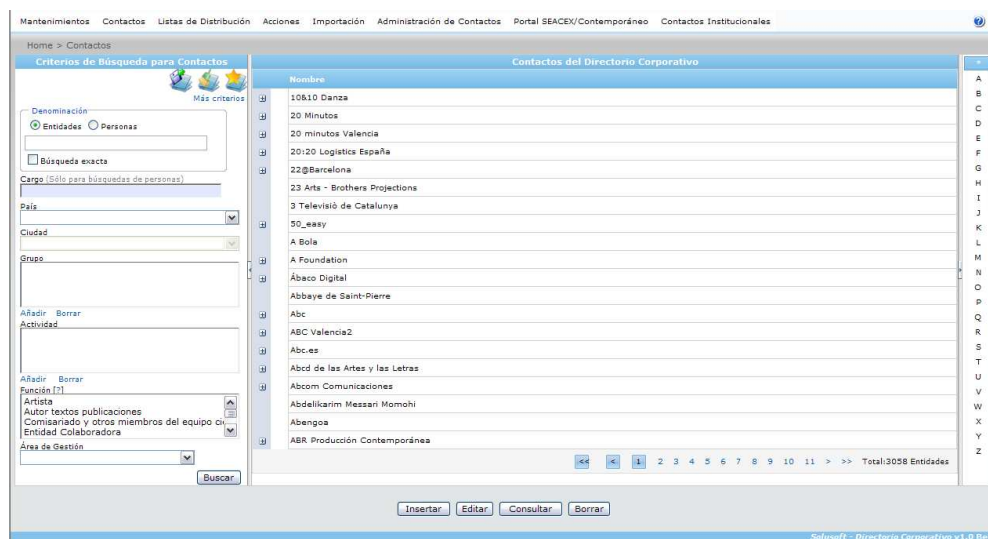 Mantenimientos Contactos Listas de Distribución Acciones Importación Administración de Contactos Portal SEACEX/Contemporáneo Contactos Institucionales
Home > Contactos
Criterios de Búsqueda para Contactos
Más criterios
Denominación
Entidades Personas
Búsqueda exacta
Cargo (Sólo para búsquedas de personas)
País
Ciudad
Grupo
Añadir Borrar
Actividad
Añadir Borrar
Función [?]
Artista
Autor textos publicaciones
Comisariado y otros miembros del equipo
Entidad Colaboradora
Área de Gestión
Buscar
Contactos del Directorio Corporativo
Nombre
10&10 Danza
20 Minutos
20 minutos Valencia
20:20 Logistics España
22@Barcelona
23 Arts - Brothers Projections
3 Televisiò de Catalunya
50_easy
A Bola
A Foundation
Ábaco Digital
Abbaye de Saint-Pierre
Abc
ABC Valencia2
Abc.es
Abcd de las Artes y las Letras
Abcom Comunicaciones
Abdelikarim Messari Momohi
Abengoa
ABR Producción Contemporánea
<< < 1 2 3 4 5 6 7 8 9 10 11 > >> Total:3058 Entidades
A
B
C
D
E
F
G
H
I
J
K
L
M
N
O
P
Q
R
S
T
U
V
W
X
Y
Z
Insertar Editar Consultar Borrar
Solusoft - Directorio Corporativo v1.0 Be